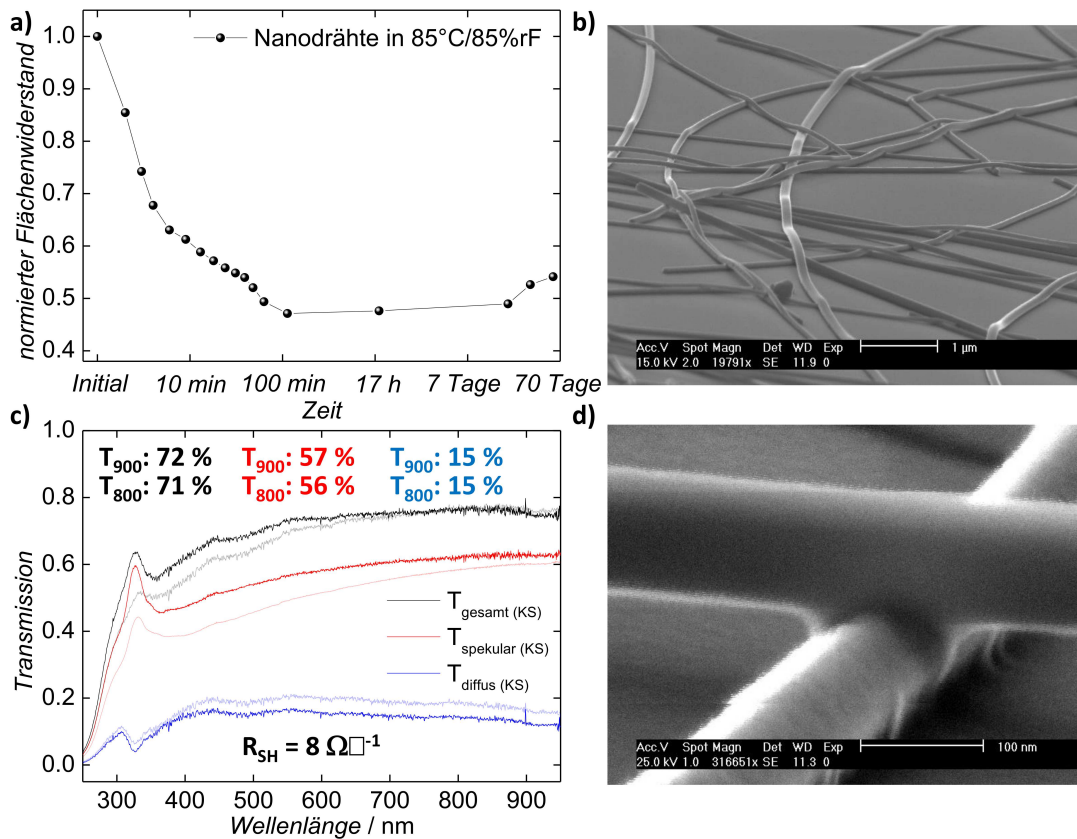 a)
1.0
0.9
0.8
0.7
0.6
0.5
0.4
normierter Flächenwiderstand
Nanodrähte in 85°C/85%rF
Initial 10 min 100 min 17 h 7 Tage 70 Tage
Zeit
b)
Acc.V Spot Magn Det WD Exp 1 µm
15.0 kV 2.0 19791x SE 11.9 0
c)
1.0
0.8
0.6
0.4
0.2
0.0
Transmission
T900: 72 % T900: 57 % T900: 15 %
T800: 71 % T800: 56 % T800: 15 %
Tgesamt (KS)
Tspekular (KS)
Tdiffus (KS)
RSH = 8 Ω□-1
300 400 500 600 700 800 900
Wellenlänge / nm
d)
Acc.V Spot Magn Det WD Exp 100 nm
25.0 kV 1.0 316651x SE 11.3 0